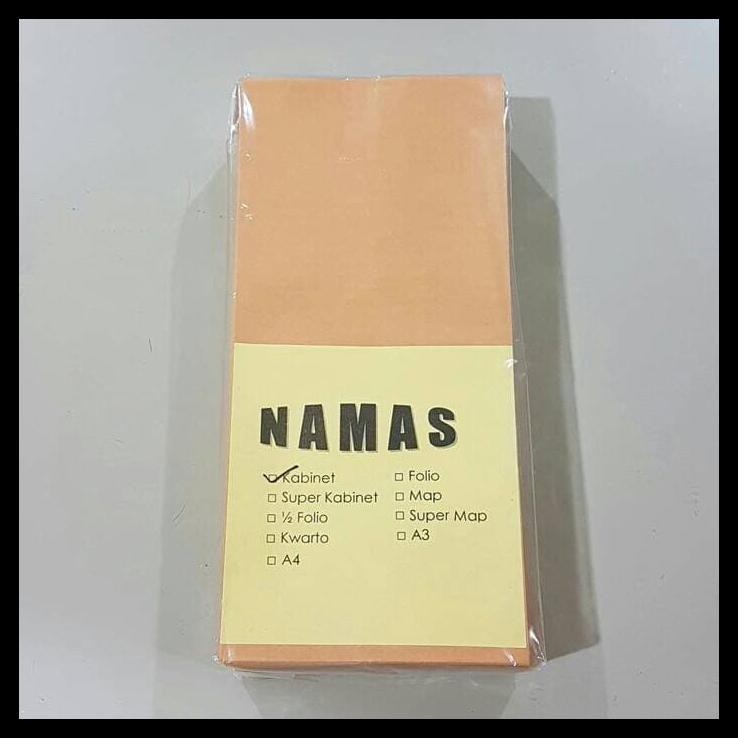 NAMAS
Kabinet
Super Kabinet
½ Folio
Kwarto
A4
Folio
Map
Super Map
A3